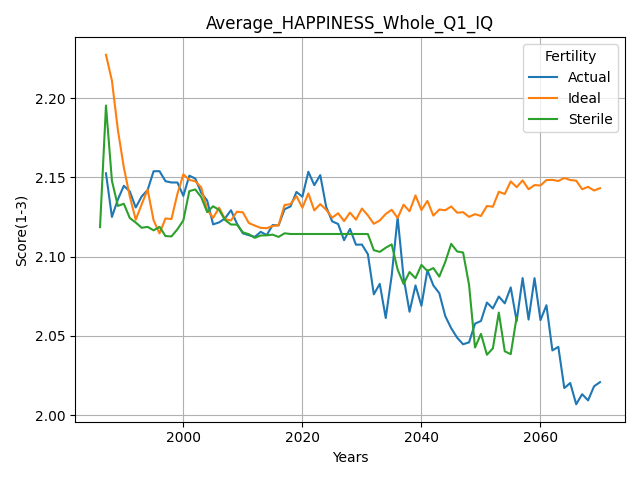 Average_HAPPINESS_Whole_Q1_IQ
Fertility
Actual
Ideal
Sterile
Score(1-3)
2.20
2.15
2.10
2.05
2.00
2000 2020 2040 2060
Years